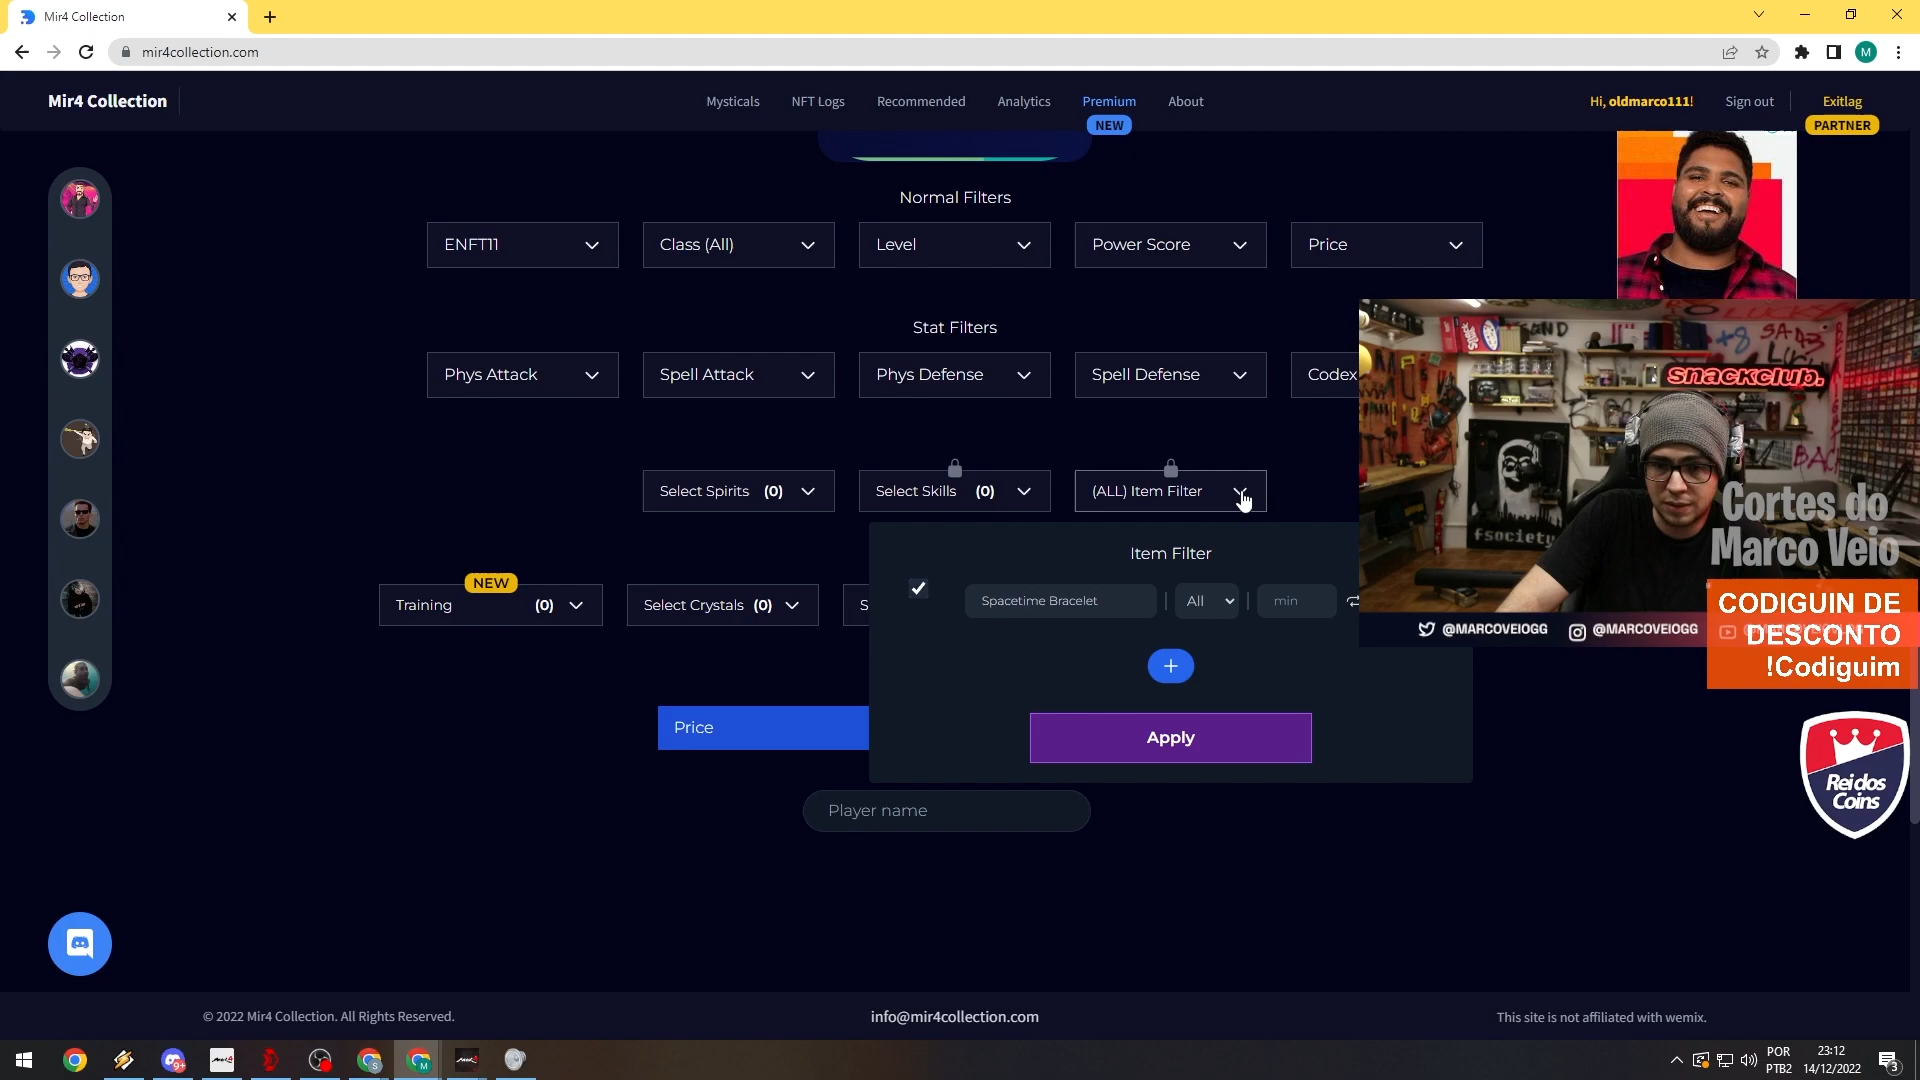 Mir4 Collection
mir4collection.com
M
Mir4 Collection
Mysticals
NFT Logs
Recommended
Analytics
Premium
NEW
About
Hi, oldmarco111!
Sign out
Exitlag
PARTNER
Normal Filters
ENFT11
Class (All)
Level
Power Score
Price
Stat Filters
Phys Attack
Spell Attack
Phys Defense
Spell Defense
Codex
Select Spirits (0)
Select Skills (0)
(ALL) Item Filter
Item Filter
Spacetime Bracelet
All
min
NEW
Training (0)
Select Crystals (0)
S
Apply
Price
Player name
snackclub.
fsociety
Cortes do
Marco Veio
@MARCOVEIOGG
@MARCOVEIOGG
CODIGUIN DE
DESCONTO
!Codiguim
Rei dos
Coins
© 2022 Mir4 Collection. All Rights Reserved.
info@mir4collection.com
This site is not affiliated with wemix.
9+
S
M
POR
PTB2
23:12
14/12/2022
3